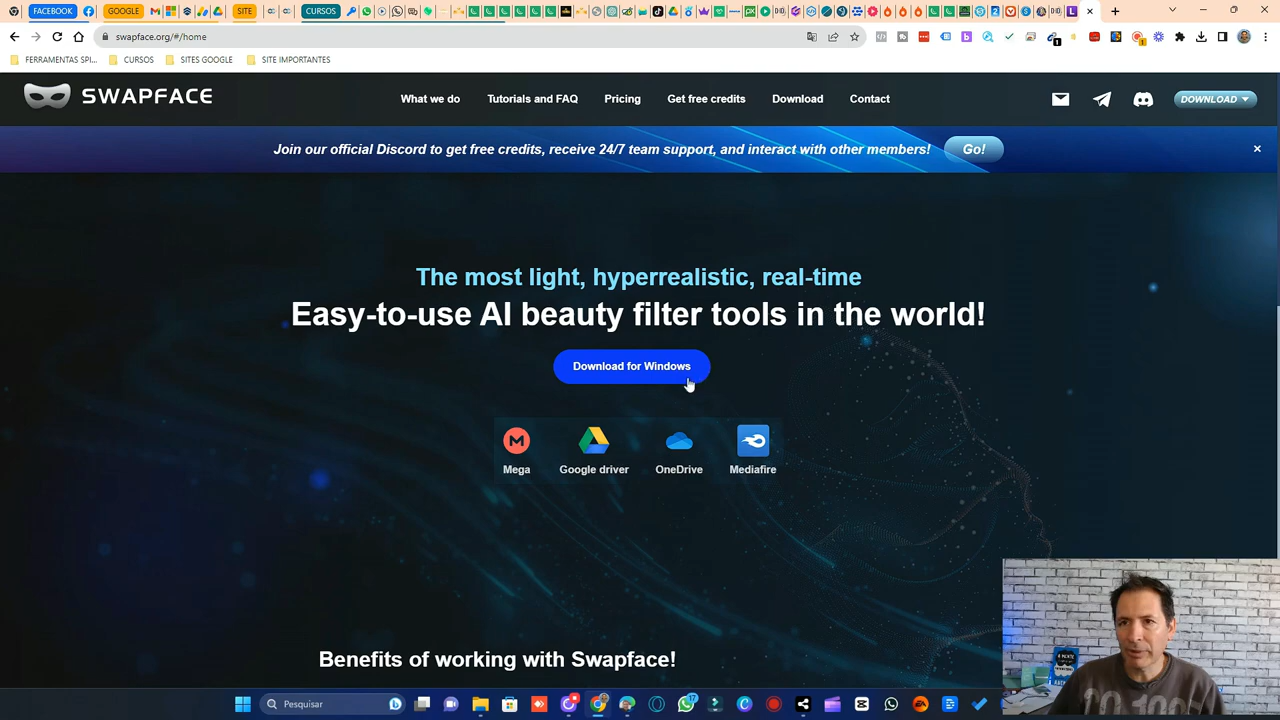 FACEBOOK
GOOGLE
SITE
CURSOS
swapface.org/#/home
FERRAMENTAS SPI...
CURSOS
SITES GOOGLE
SITE IMPORTANTES
SWAPFACE
What we do
Tutorials and FAQ
Pricing
Get free credits
Download
Contact
DOWNLOAD
Join our official Discord to get free credits, receive 24/7 team support, and interact with other members!
Go!
The most light, hyperrealistic, real-time
Easy-to-use AI beauty filter tools in the world!
Download for Windows
Mega
Google driver
OneDrive
Mediafire
Benefits of working with Swapface!
Pesquisar